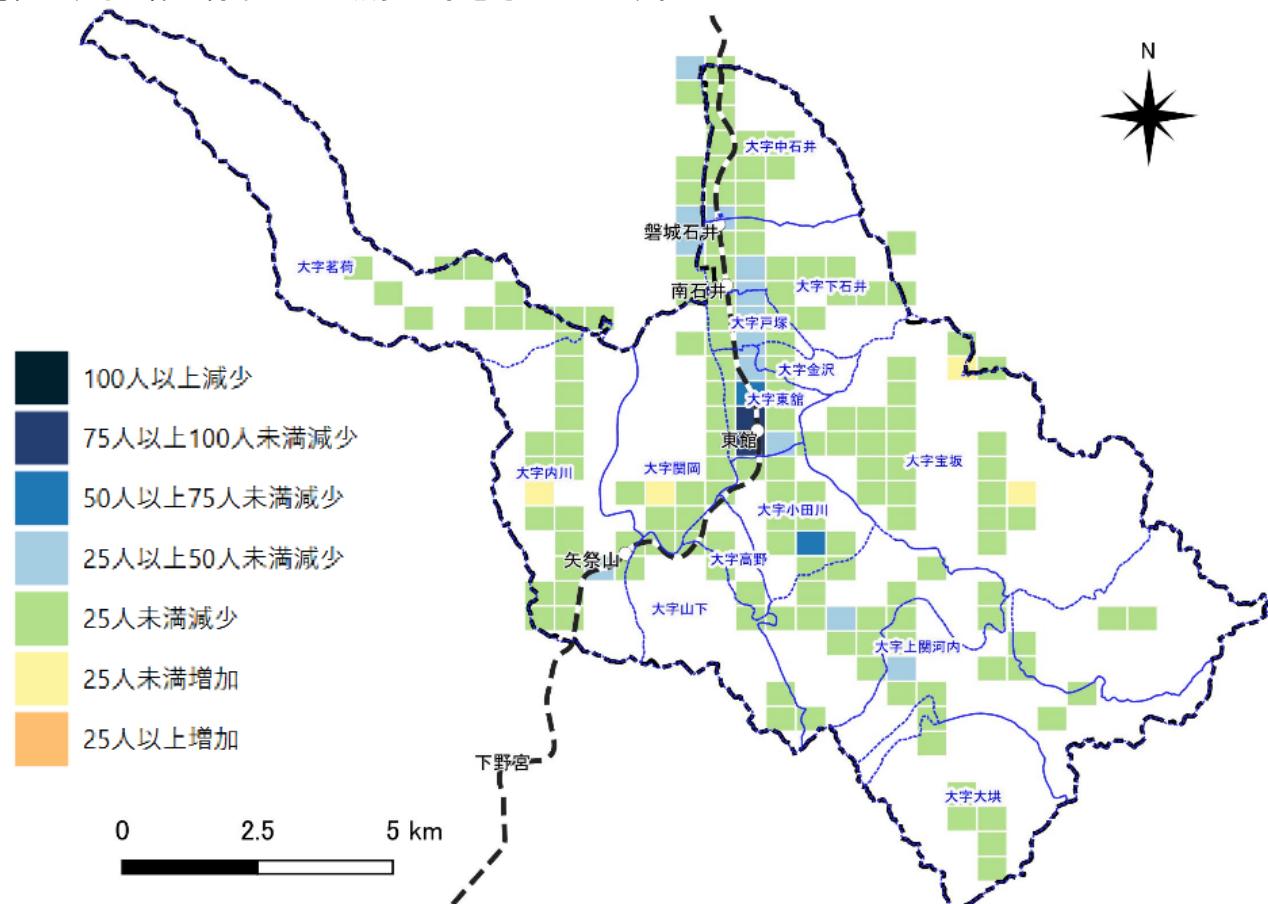 N
大字中石井
磐城石井
大字茗荷
南石井
大字下石井
大字戸塚
大字金沢
大字東舘
東館
大字内川
大字関岡
大字宝坂
大字小田川
矢祭山
大字高野
大字山下
大字上関河内
下野宮
大字大垬
100人以上減少
75人以上100人未満減少
50人以上75人未満減少
25人以上50人未満減少
25人未満減少
25人未満増加
25人以上増加
0 2.5 5 km